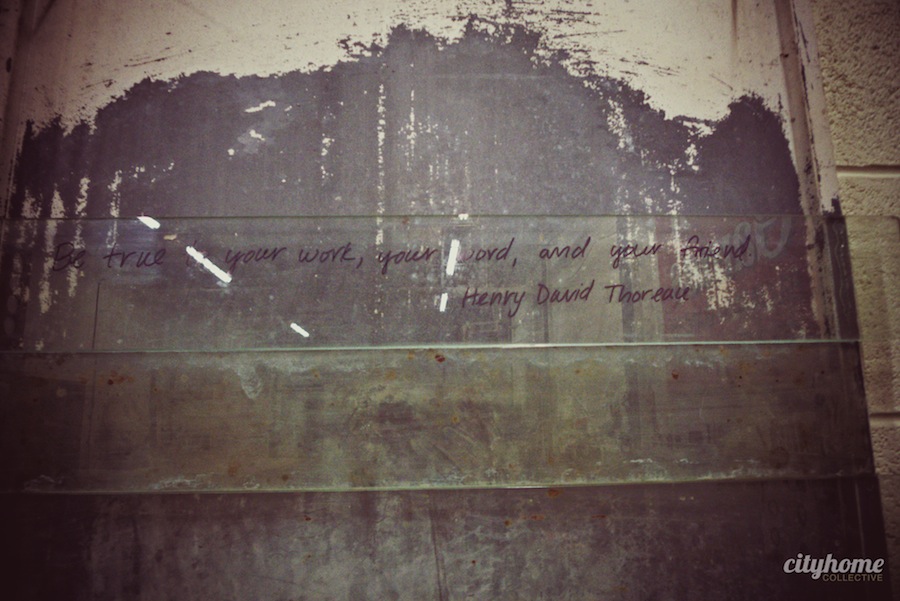 Be true your work, your word, and your friend.
Henry David Thoreau
cityhome
COLLECTIVE